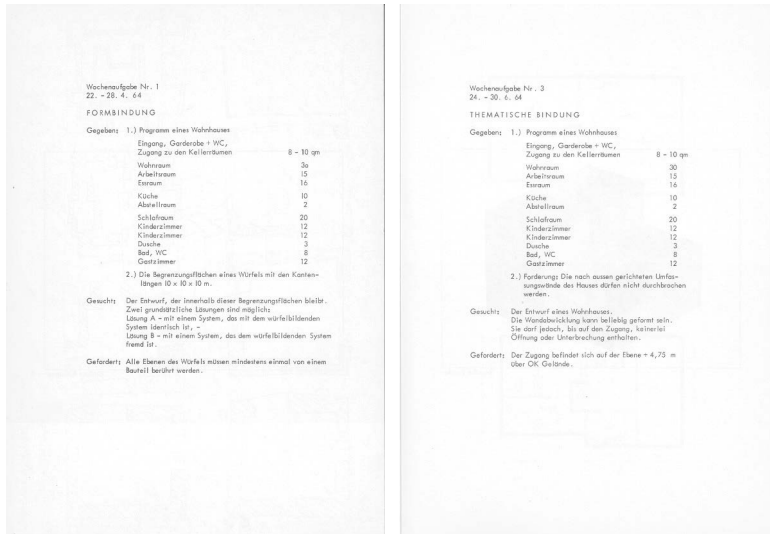 Wochenaufgabe Nr. 1
22. - 28. 4. 64
FORMBINDUNG
Gegeben: 1.) Programm eines Wohnhauses
Eingang, Garderobe + WC,
Zugang zu den Kellerräumen 8 - 10 qm
Wohnraum 3o
Arbeitsraum 15
Essraum 16
Küche 10
Abstellraum 2
Schlafraum 20
Kinderzimmer 12
Kinderzimmer 12
Dusche 3
Bad, WC 8
Gastzimmer 12
2.) Die Begrenzungsflächen eines Würfels mit den Kanten-
längen 10 x 10 x 10 m.
Gesucht: Der Entwurf, der innerhalb dieser Begrenzungsflächen bleibt.
Zwei grundsätzliche Lösungen sind möglich:
Lösung A - mit einem System, das mit dem würfelbildenden
System identisch ist, -
Lösung B - mit einem System, das dem würfelbildenden System
fremd ist.
Gefordert: Alle Ebenen des Würfels müssen mindestens einmal von einem
Bauteil berührt werden.
Wochenaufgabe Nr. 3
24. - 30. 6. 64
THEMATISCHE BINDUNG
Gegeben: 1.) Programm eines Wohnhauses
Eingang, Garderobe + WC,
Zugang zu den Kellerräumen 8 - 10 qm
Wohnraum 30
Arbeitsraum 15
Essraum 16
Küche 10
Abstellraum 2
Schlafraum 20
Kinderzimmer 12
Kinderzimmer 12
Dusche 3
Bad, WC 8
Gastzimmer 12
2.) Forderung: Die nach aussen gerichteten Umfas-
sungswände des Hauses dürfen nicht durchbrochen
werden.
Gesucht: Der Entwurf eines Wohnhauses.
Die Wandabwicklung kann beliebig geformt sein.
Sie darf jedoch, bis auf den Zugang, keinerlei
Öffnung oder Unterbrechung enthalten.
Gefordert: Der Zugang befindet sich auf der Ebene + 4,75 m
über OK Gelände.